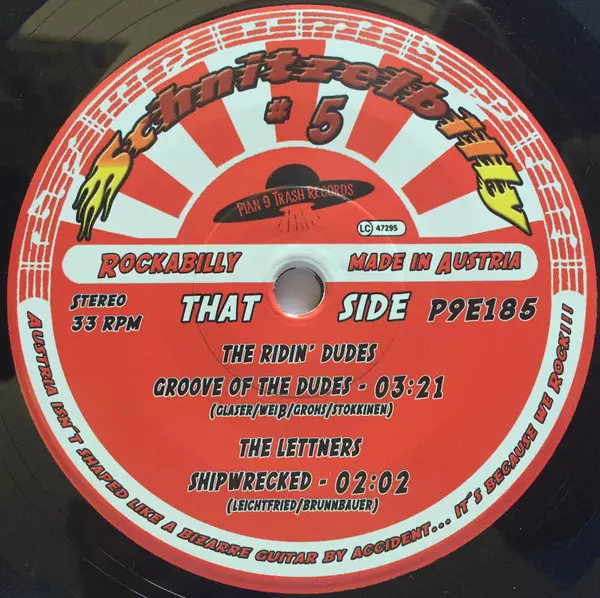 Schnitzelbilly
# 5
PLAN 9 TRASH RECORDS
LC 47295
ROCKABILLY MADE IN AUSTRIA
STEREO
33 RPM
THAT SIDE P9E185
THE RIDIN' DUDES
GROOVE OF THE DUDES - 03:21
(GLASER/WEIß/GROHS/STOKKINEN)
THE LETTNERS
SHIPWRECKED - 02:02
(LEICHTFRIED/BRUNNBAUER)
AUSTRIA ISN'T SHAPED LIKE A BIZARRE GUITAR BY ACCIDENT... IT'S BECAUSE WE ROCK!!!